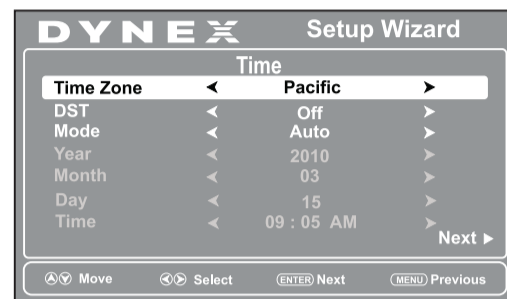 DYNEX Setup Wizard
Time
Time Zone Pacific
DST Off
Mode Auto
Year 2010
Month 03
Day 15
Time 09 : 05 AM
Next
Move Select ENTER Next MENU Previous